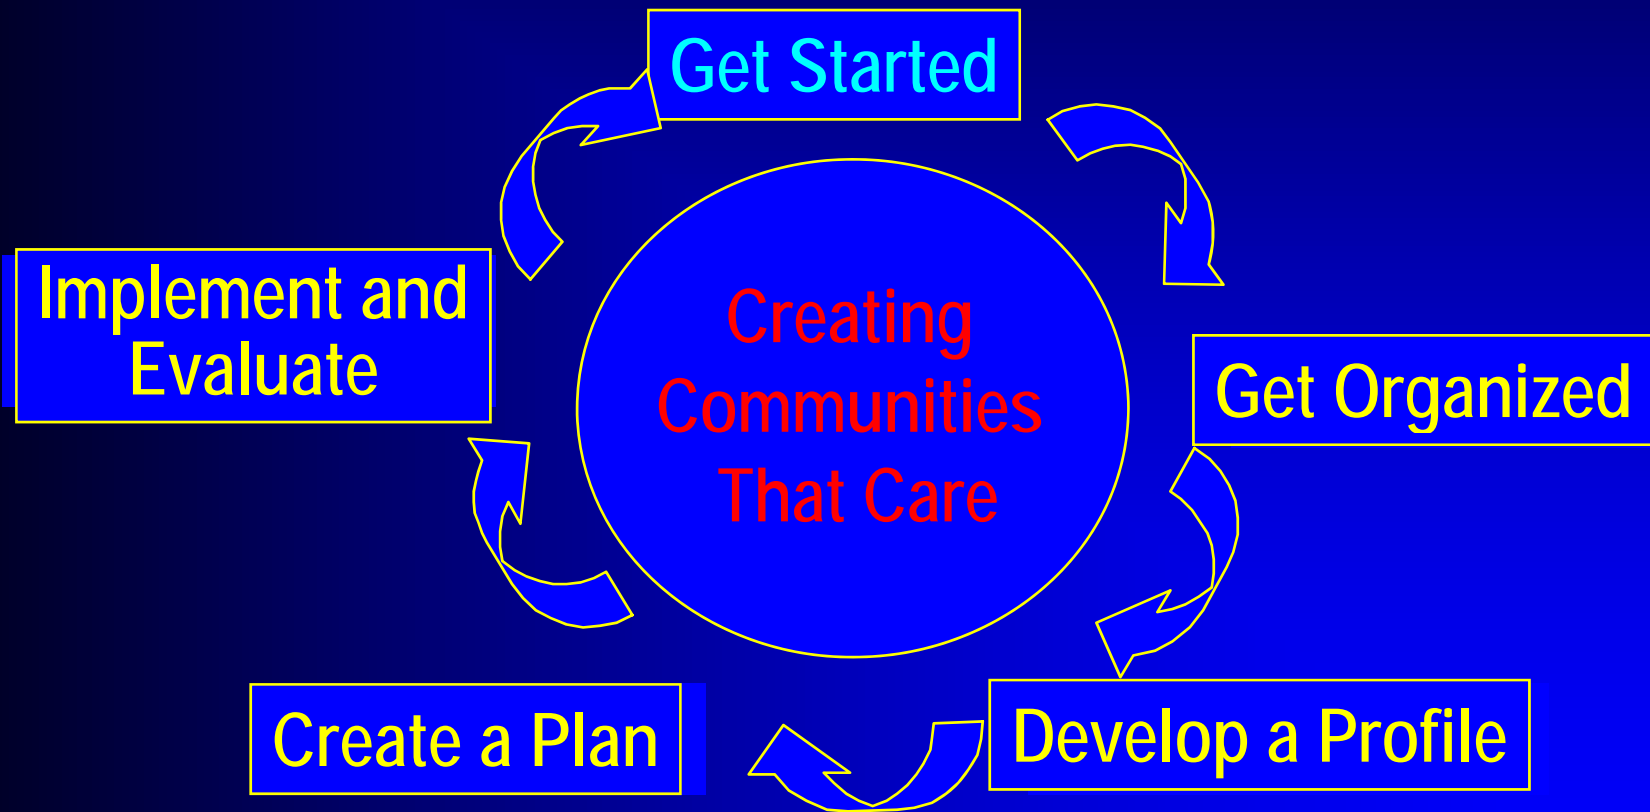 Get Started
Implement and
Evaluate
Creating
Communities
That Care
Get Organized
Create a Plan
Develop a Profile